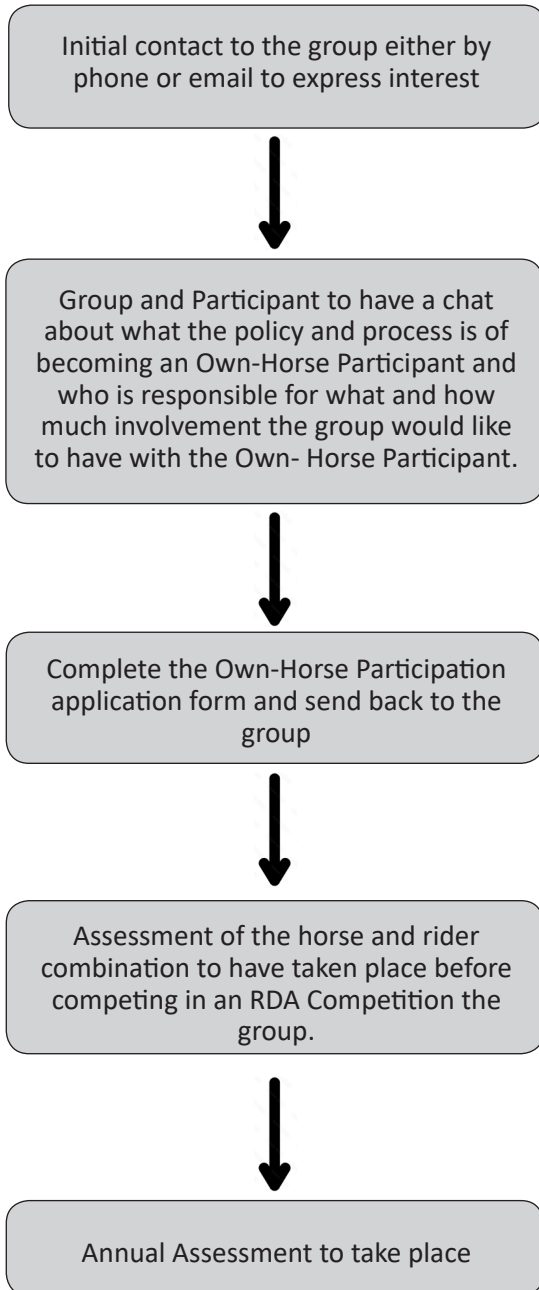 Initial contact to the group either by
phone or email to express interest
Group and Participant to have a chat
about what the policy and process is of
becoming an Own-Horse Participant and
who is responsible for what and how
much involvement the group would like
to have with the Own- Horse Participant.
Complete the Own-Horse Participation
application form and send back to the
group
Assessment of the horse and rider
combination to have taken place before
competing in an RDA Competition the
group.
Annual Assessment to take place